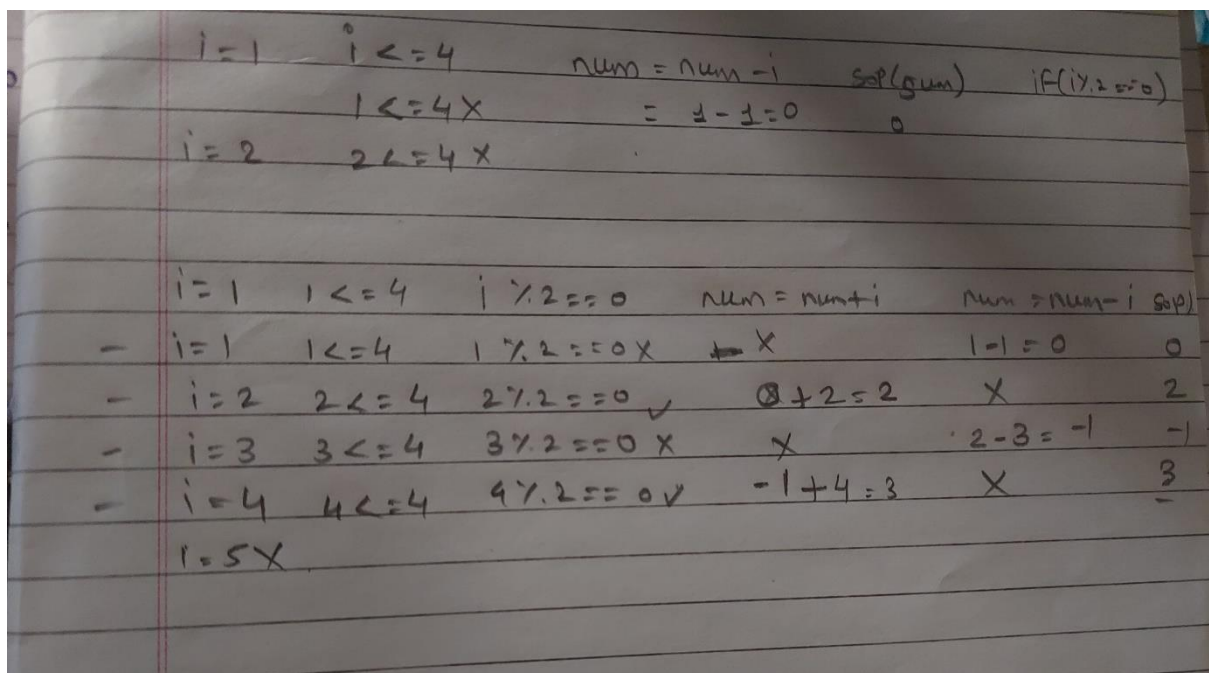 i = 1 i <= 4 num = num - i sop(num) if(i%2==0)
1 <= 4 X = 1 - 1 = 0 0
i = 2 2 <= 4 X
i = 1 1 <= 4 i % 2 == 0 num = num + i num = num - i sop)
- i = 1 1 <= 4 1 % 2 == 0 X X 1 - 1 = 0 0
- i = 2 2 <= 4 2 % 2 == 0 ✓ 0 + 2 = 2 X 2
- i = 3 3 <= 4 3 % 2 == 0 X X 2 - 3 = -1 -1
- i = 4 4 <= 4 4 % 2 == 0 ✓ -1 + 4 = 3 X 3
i = 5 X